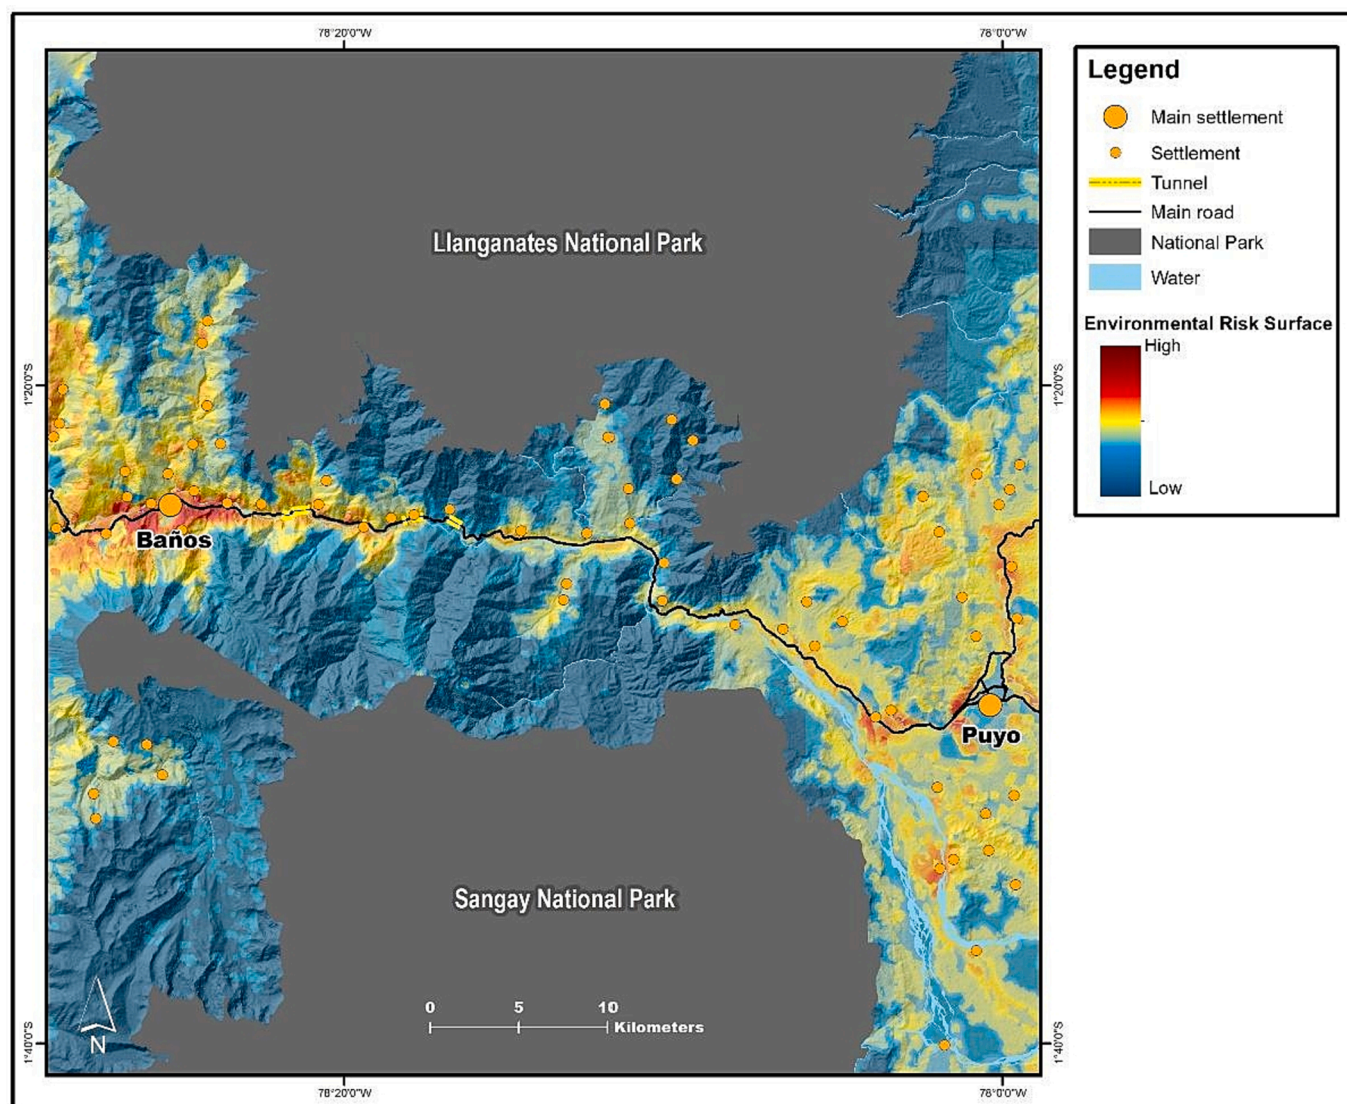 78°20'0"W
78°0'0"W
Legend
Main settlement
Settlement
Tunnel
Main road
National Park
Water
Environmental Risk Surface
High
Low
Llanganates National Park
1°20'0"S
1°20'0"S
Baños
Puyo
Sangay National Park
0 5 10
Kilometers
N
1°40'0"S
1°40'0"S
78°20'0"W
78°0'0"W